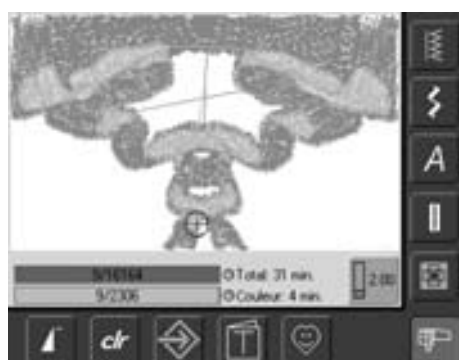 A
9/16164
Total: 31 min.
2.00
9/2306
Couleur: 4 min.
clr